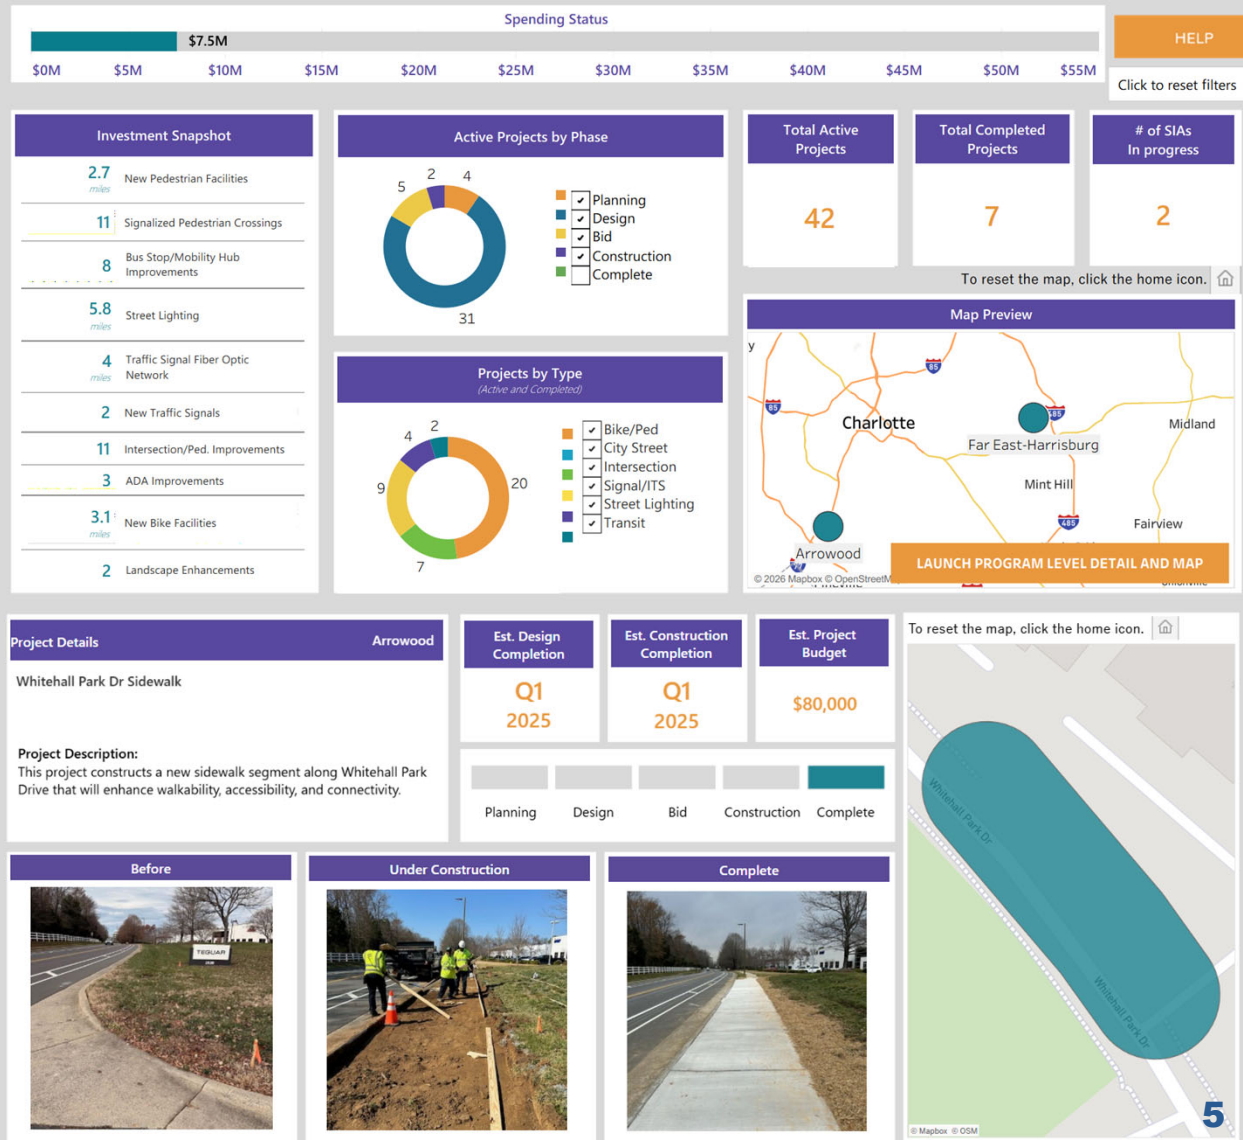 Spending Status
$7.5M
$0M $5M $10M $15M $20M $25M $30M $35M $40M $45M $50M $55M
HELP
Click to reset filters
Investment Snapshot
2.7
miles
New Pedestrian Facilities
11 Signalized Pedestrian Crossings
8 Bus Stop/Mobility Hub
Improvements
5.8
miles
Street Lighting
4
miles
Traffic Signal Fiber Optic
Network
2 New Traffic Signals
11 Intersection/Ped. Improvements
3 ADA Improvements
3.1
miles
New Bike Facilities
2 Landscape Enhancements
Active Projects by Phase
2
4
5
31
Planning
Design
Bid
Construction
Complete
Projects by Type
(Active and Completed)
2
4
9
20
7
Bike/Ped
City Street
Intersection
Signal/ITS
Street Lighting
Transit
Total Active
Projects
42
Total Completed
Projects
7
# of SIAs
In progress
2
To reset the map, click the home icon.
Map Preview
y
85
85
485
Charlotte
Midland
Far East-Harrisburg
Mint Hill
485
Fairview
Arrowood
LAUNCH PROGRAM LEVEL DETAIL AND MAP
© 2026 Mapbox © OpenStreetM
Project Details Arrowood
Whitehall Park Dr Sidewalk
Project Description:
This project constructs a new sidewalk segment along Whitehall Park
Drive that will enhance walkability, accessibility, and connectivity.
Est. Design
Completion
Q1
2025
Est. Construction
Completion
Q1
2025
Est. Project
Budget
$80,000
Planning Design Bid Construction Complete
To reset the map, click the home icon.
Whitehall Park Dr
Whitehall Park Dr
© Mapbox © OSM
Before
TEGUAR
Under Construction
Complete
5